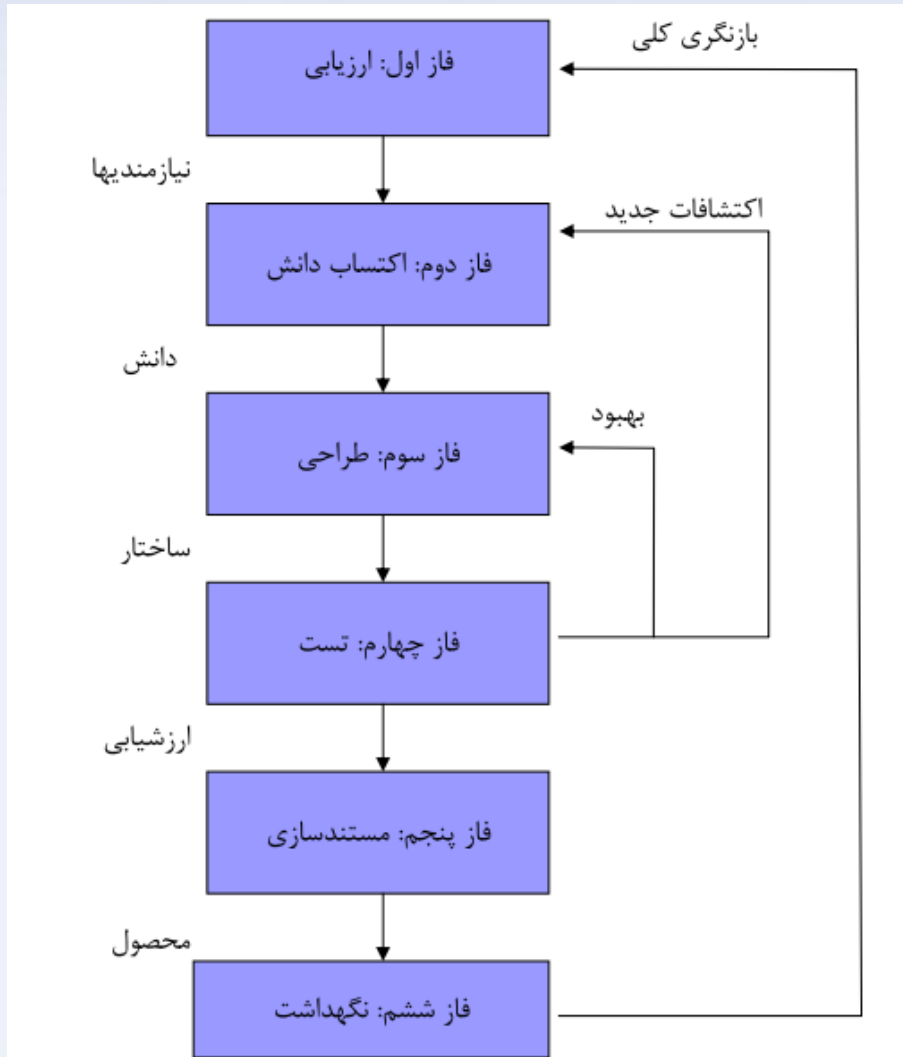 بازنگری کلی
فاز اول: ارزیابی
نیازمندیها
اکتشافات جدید
فاز دوم: اکتساب دانش
دانش
بهبود
فاز سوم: طراحی
ساختار
فاز چهارم: تست
ارزشیابی
فاز پنجم: مستندسازی
محصول
فاز ششم: نگهداشت